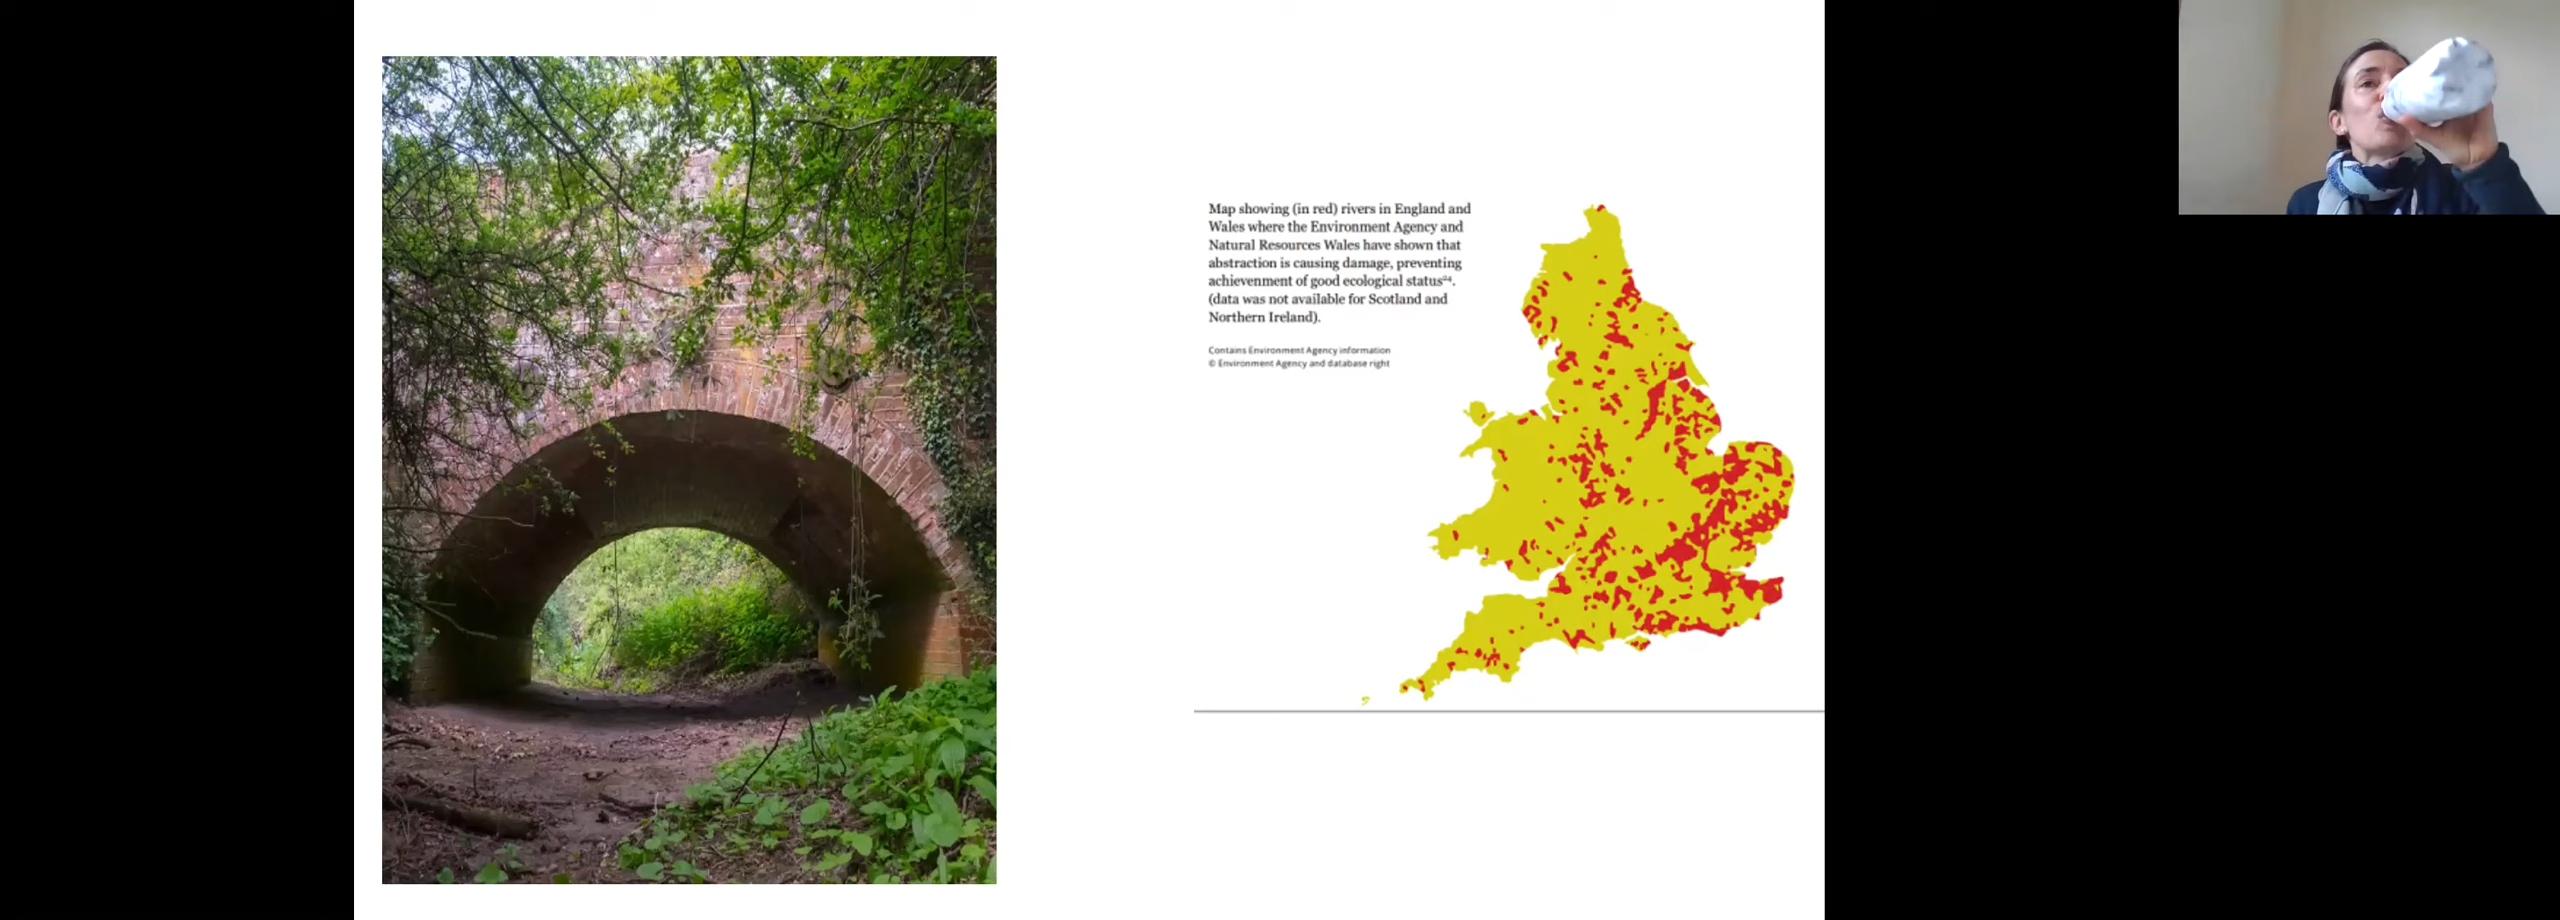 Map showing (in red) rivers in England and
Wales where the Environment Agency and
Natural Resources Wales have shown that
abstraction is causing damage, preventing
achievenment of good ecological status²⁴.
(data was not available for Scotland and
Northern Ireland).
Contains Environment Agency information
© Environment Agency and database right